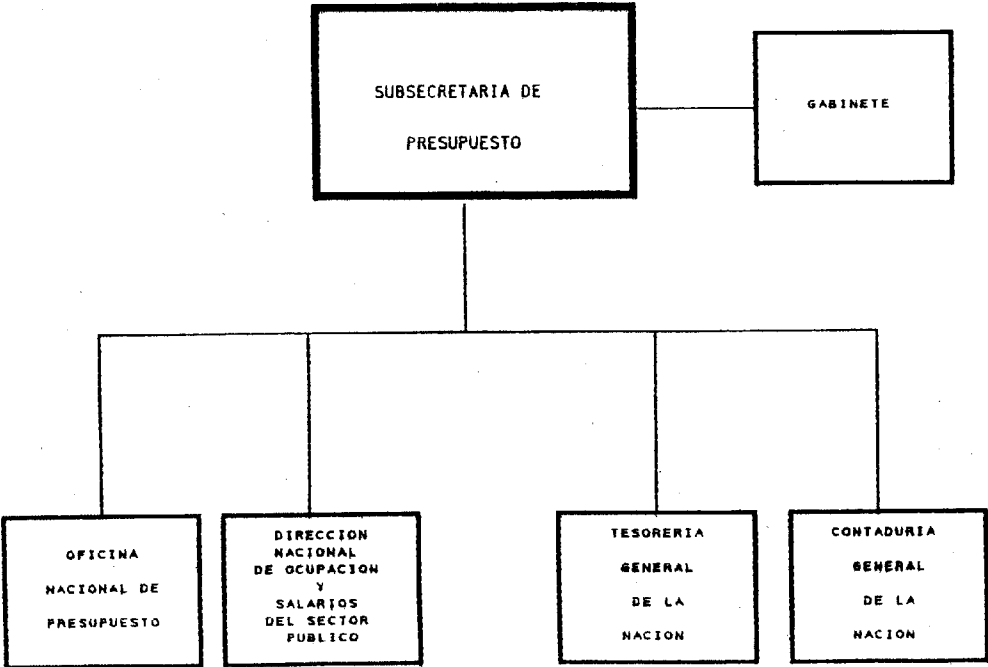 SUBSECRETARIA DE
PRESUPUESTO
GABINETE
OFICINA
NACIONAL DE
PRESUPUESTO
DIRECCION
NACIONAL
DE OCUPACION
Y
SALARIOS
DEL SECTOR
PUBLICO
TESORERIA
GENERAL
DE LA
NACION
CONTADURIA
GENERAL
DE LA
NACION